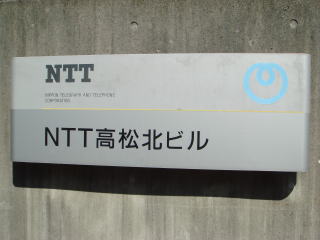 NTT
NIPPON TELEGRAPH AND TELEPHONE
CORPORATION
NTT高松北ビル